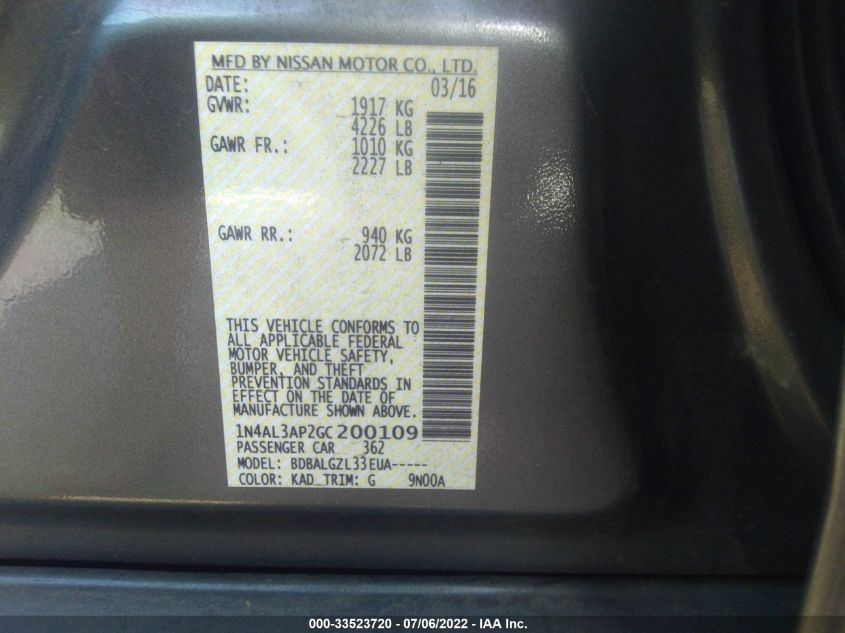 MFD BY NISSAN MOTOR CO., LTD.
DATE: 03/16
GVWR: 1917 KG
4226 LB
GAWR FR.: 1010 KG
2227 LB
GAWR RR.: 940 KG
2072 LB
THIS VEHICLE CONFORMS TO
ALL APPLICABLE FEDERAL
MOTOR VEHICLE SAFETY,
BUMPER, AND THEFT
PREVENTION STANDARDS IN
EFFECT ON THE DATE OF
MANUFACTURE SHOWN ABOVE.
1N4AL3AP2GC200109
PASSENGER CAR 362
MODEL: BDBALGZL33EUA-----
COLOR: KAD TRIM: G 9N00A
000-33523720 - 07/06/2022 - IAA Inc.